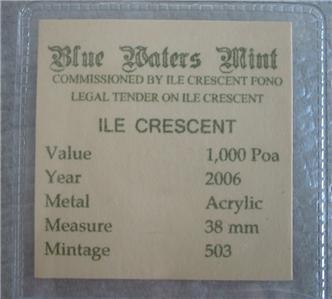 Blue Waters Mint
COMMISSIONED BY ILE CRESCENT FONO
LEGAL TENDER ON ILE CRESCENT
ILE CRESCENT
Value 1,000 Poa
Year 2006
Metal Acrylic
Measure 38 mm
Mintage 503